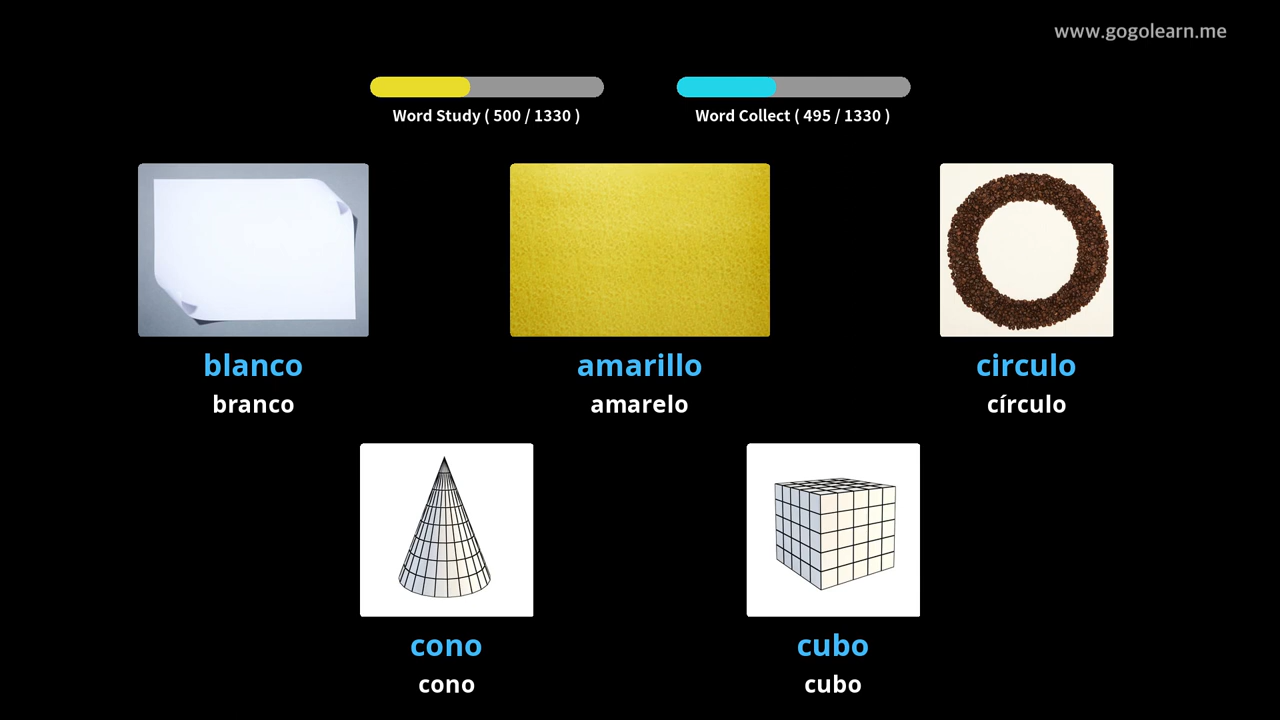 www.gogolearn.me
Word Study ( 500 / 1330 )
Word Collect ( 495 / 1330 )
blanco
branco
amarillo
amarelo
circulo
círculo
cono
cono
cubo
cubo